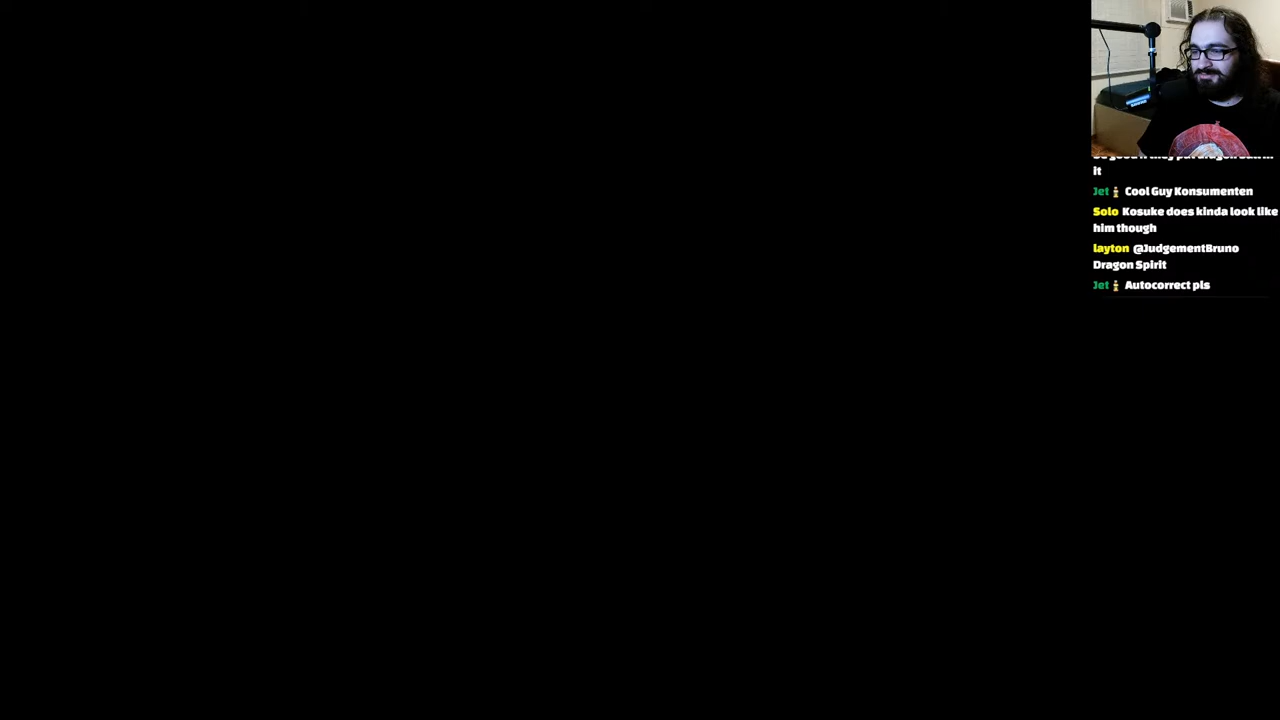 it
Jet Cool Guy Konsumenten
Solo Kosuke does kinda look like
him though
layton @JudgementBruno
Dragon Spirit
Jet Autocorrect pls